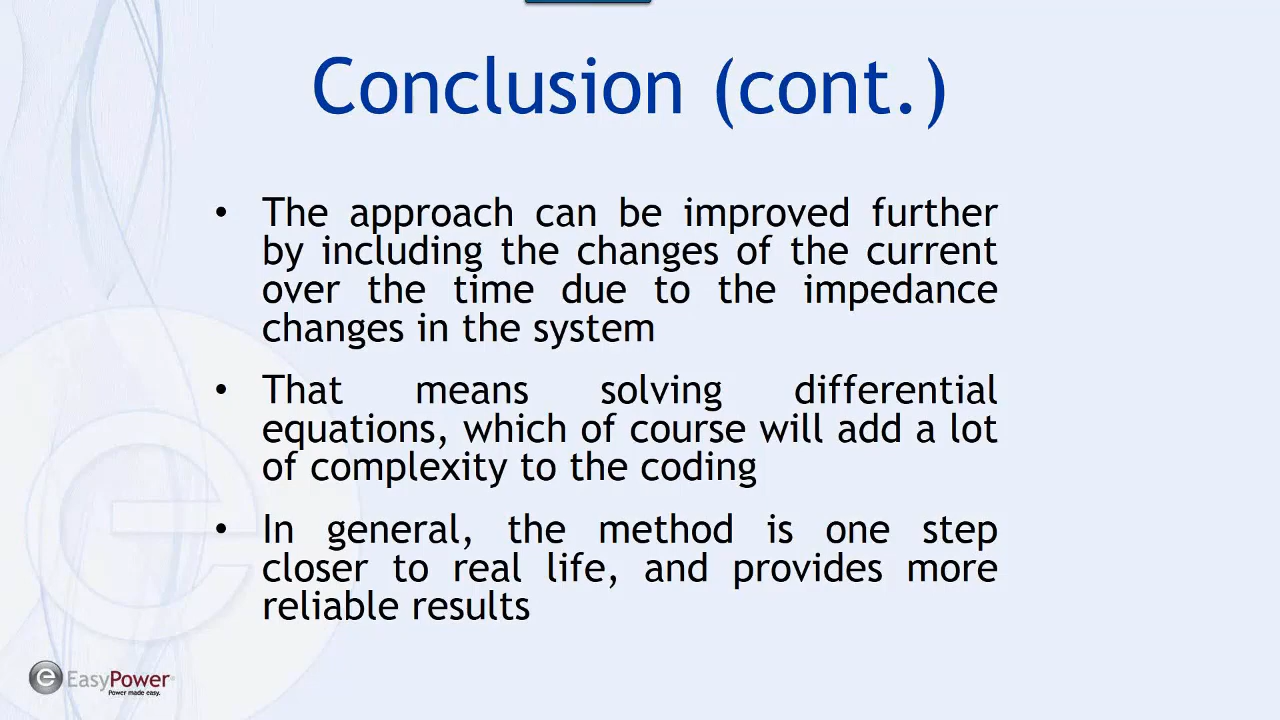 Conclusion (cont.)
• The approach can be improved further
by including the changes of the current
over the time due to the impedance
changes in the system
• That means solving differential
equations, which of course will add a lot
of complexity to the coding
• In general, the method is one step
closer to real life, and provides more
reliable results
e EasyPower
Power made easy.